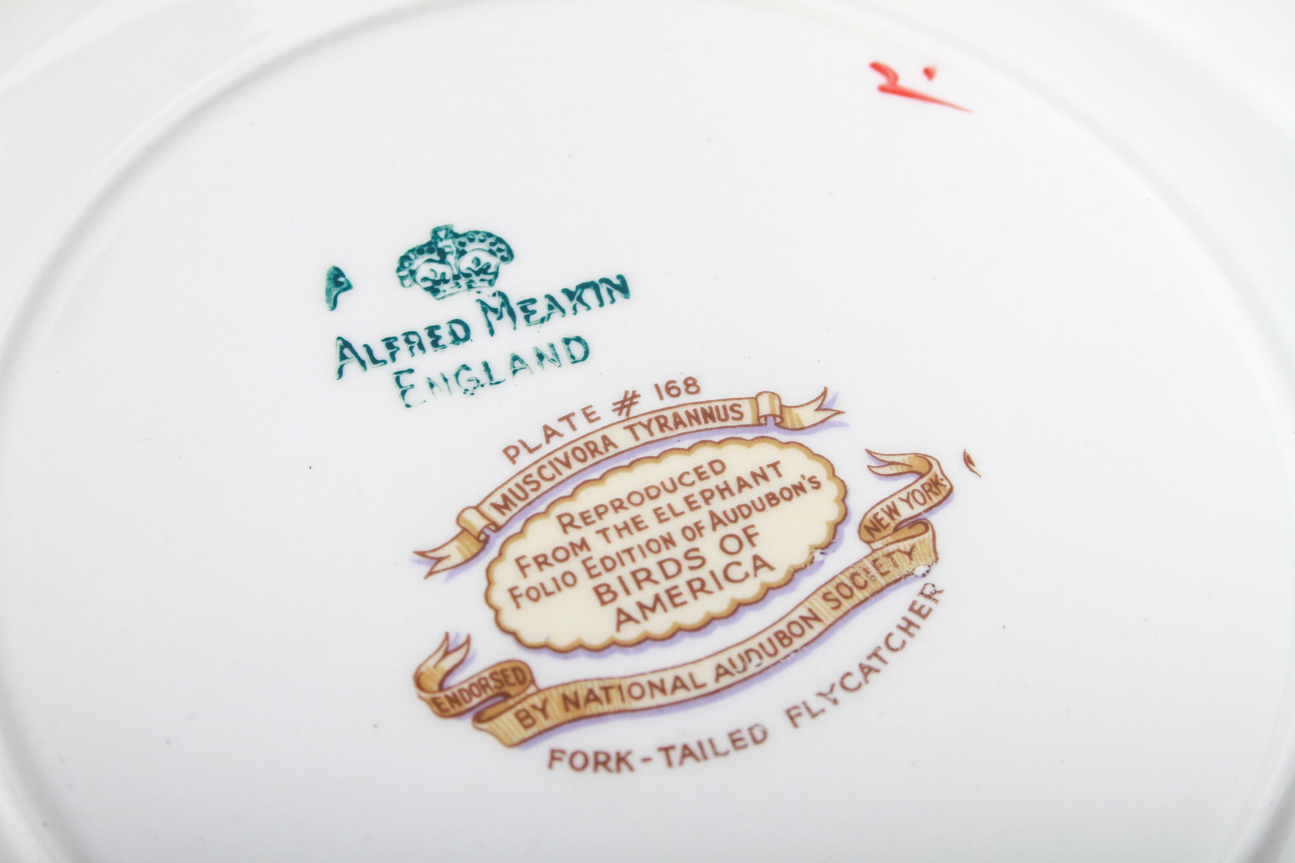 A
ALFRED MEAKIN
ENGLAND
PLATE # 168
MUSCIVORA TYRANNUS
REPRODUCED
FROM THE ELEPHANT
FOLIO EDITION OF AUDUBON'S
BIRDS OF
AMERICA
ENDORSED
BY NATIONAL AUDUBON SOCIETY
NEW YORK
FORK-TAILED FLYCATCHER